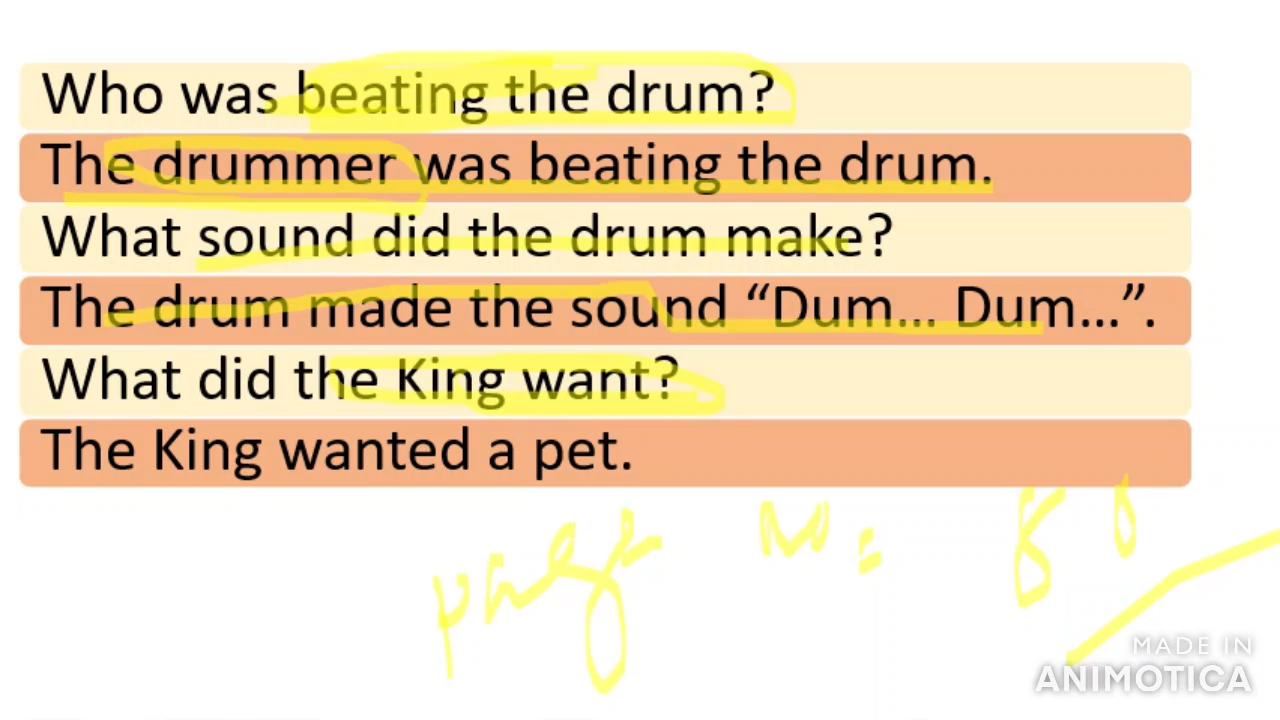 Who was beating the drum?
The drummer was beating the drum.
What sound did the drum make?
The drum made the sound “Dum... Dum...”.
What did the King want?
The King wanted a pet.
page no: 80
MADE IN
ANIMOTICA